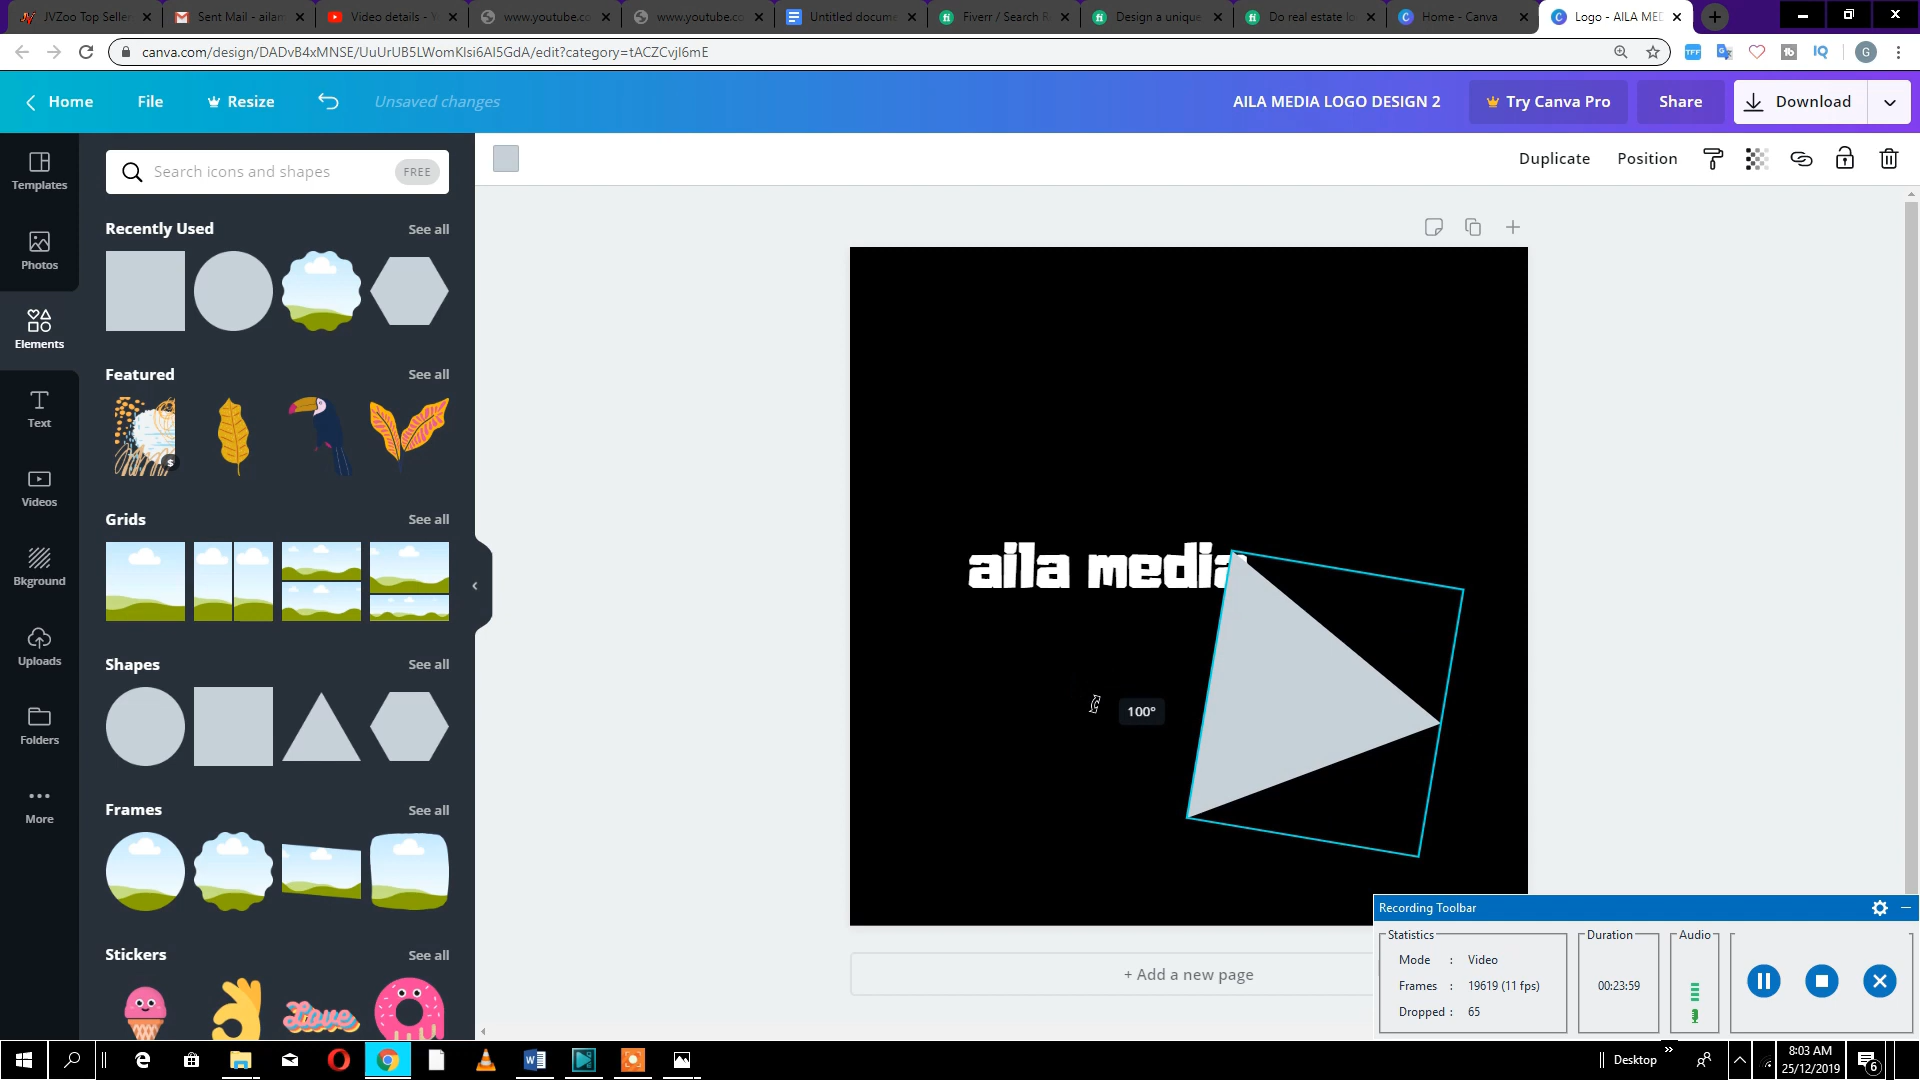 JVZoo Top Seller
Sent Mail - ailam
Video details - Y
www.youtube.co
www.youtube.co
Untitled docume
Fiverr / Search R
Design a unique
Do real estate lo
Home - Canva
Logo - AILA MED
canva.com/design/DADvB4xMNSE/UuUrUB5LWomKlsi6AI5GdA/edit?category=tACZCvjI6mE
TFF
tb
IQ
G
Home
File
Resize
Unsaved changes
AILA MEDIA LOGO DESIGN 2
Try Canva Pro
Share
Download
Templates
Photos
Elements
Text
Videos
Bkground
Uploads
Folders
More
Search icons and shapes
FREE
Recently Used
See all
Featured
See all
$
Grids
See all
Shapes
See all
Frames
See all
Stickers
See all
Love
Duplicate
Position
aila media
100°
+ Add a new page
Recording Toolbar
Statistics
Mode : Video
Frames : 19619 (11 fps)
Dropped : 65
Duration
00:23:59
Audio
Desktop
8:03 AM
25/12/2019
6